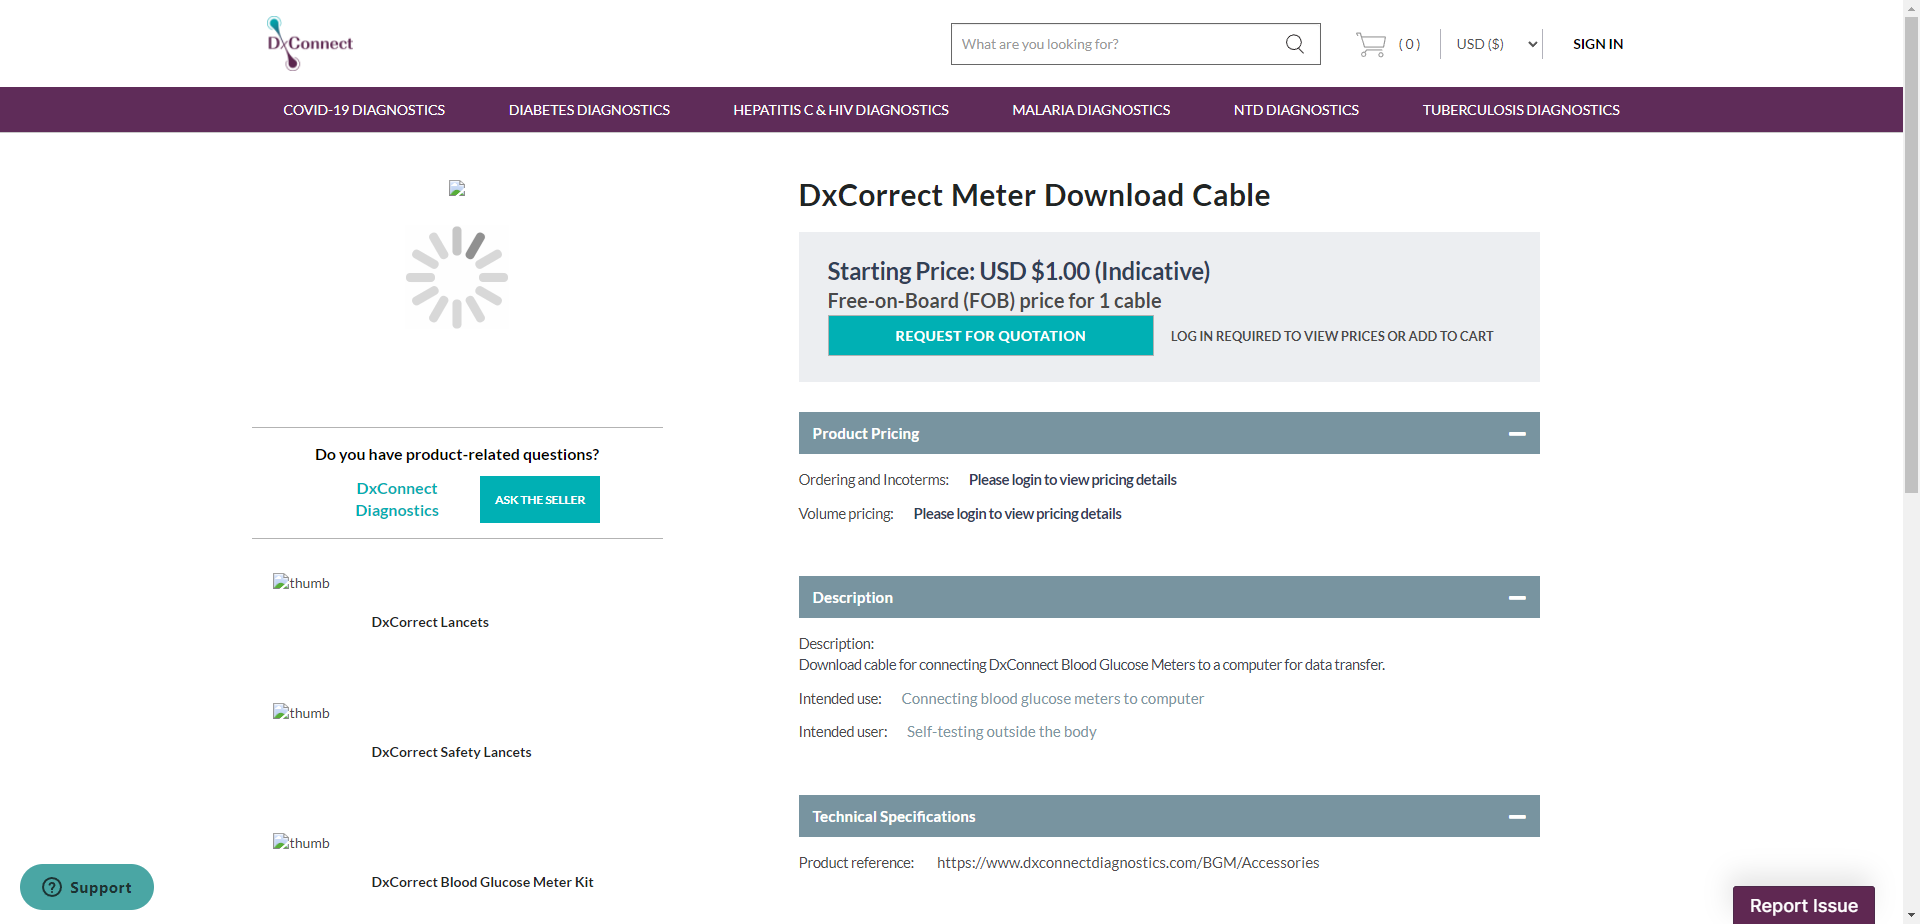 DxConnect
What are you looking for?
( 0 )
USD ($)
SIGN IN
COVID-19 DIAGNOSTICS
DIABETES DIAGNOSTICS
HEPATITIS C & HIV DIAGNOSTICS
MALARIA DIAGNOSTICS
NTD DIAGNOSTICS
TUBERCULOSIS DIAGNOSTICS
DxCorrect Meter Download Cable
Starting Price: USD $1.00 (Indicative)
Free-on-Board (FOB) price for 1 cable
REQUEST FOR QUOTATION
LOG IN REQUIRED TO VIEW PRICES OR ADD TO CART
Do you have product-related questions?
DxConnect
Diagnostics
ASK THE SELLER
thumb
DxCorrect Lancets
thumb
DxCorrect Safety Lancets
thumb
DxCorrect Blood Glucose Meter Kit
Product Pricing
Ordering and Incoterms: Please login to view pricing details
Volume pricing: Please login to view pricing details
Description
Description:
Download cable for connecting DxConnect Blood Glucose Meters to a computer for data transfer.
Intended use: Connecting blood glucose meters to computer
Intended user: Self-testing outside the body
Technical Specifications
Product reference: https://www.dxconnectdiagnostics.com/BGM/Accessories
Support
Report Issue